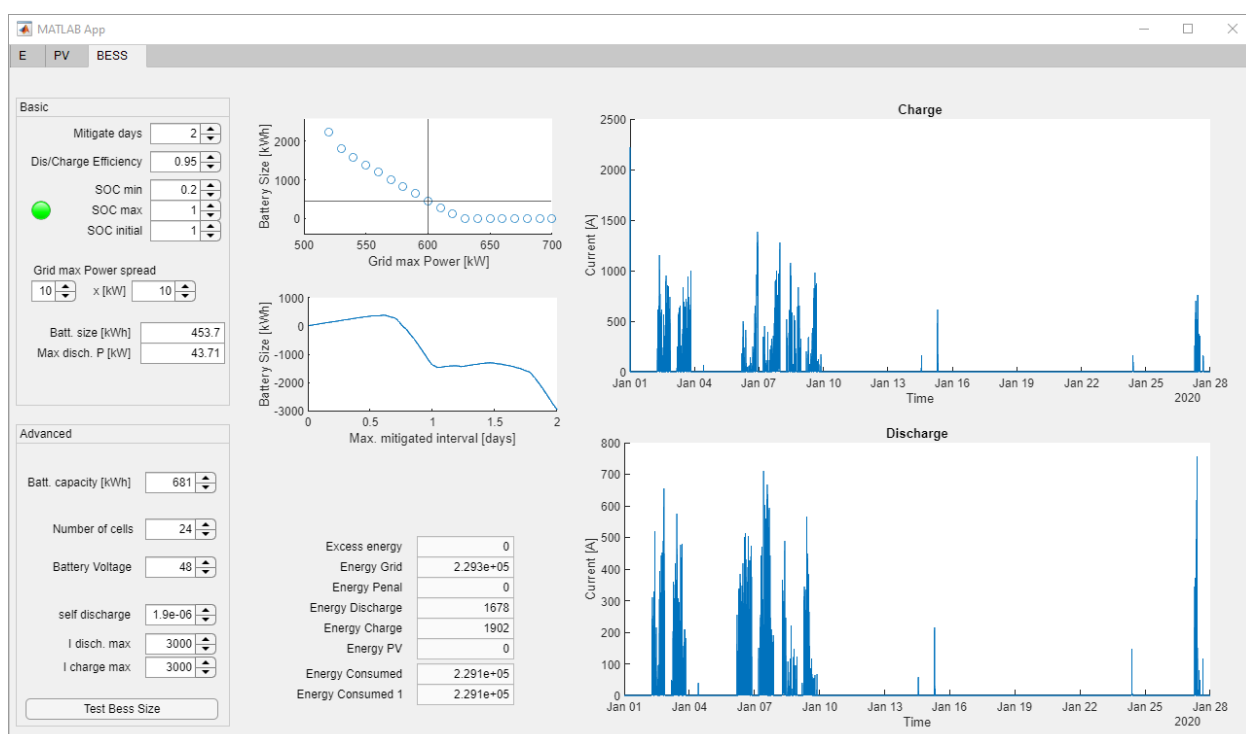 MATLAB App
E PV BESS
Basic
Mitigate days 2
Dis/Charge Efficiency 0.95
SOC min 0.2
SOC max 1
SOC initial 1
Grid max Power spread
10 x [kW] 10
Batt. size [kWh] 453.7
Max disch. P [kW] 43.71
Advanced
Batt. capacity [kWh] 681
Number of cells 24
Battery Voltage 48
self discharge 1.9e-06
I disch. max 3000
I charge max 3000
Test Bess Size
Battery Size [kWh]
2000
1000
0
500 550 600 650 700
Grid max Power [kW]
Battery Size [kWh]
1000
0
-1000
-2000
-3000
0 0.5 1 1.5 2
Max. mitigated interval [days]
Excess energy 0
Energy Grid 2.293e+05
Energy Penal 0
Energy Discharge 1678
Energy Charge 1902
Energy PV 0
Energy Consumed 2.291e+05
Energy Consumed 1 2.291e+05
Charge
Current [A]
2500
2000
1500
1000
500
0
Jan 01 Jan 04 Jan 07 Jan 10 Jan 13 Jan 16 Jan 19 Jan 22 Jan 25 Jan 28
Time
2020
Discharge
Current [A]
800
700
600
500
400
300
200
100
0
Jan 01 Jan 04 Jan 07 Jan 10 Jan 13 Jan 16 Jan 19 Jan 22 Jan 25 Jan 28
Time
2020